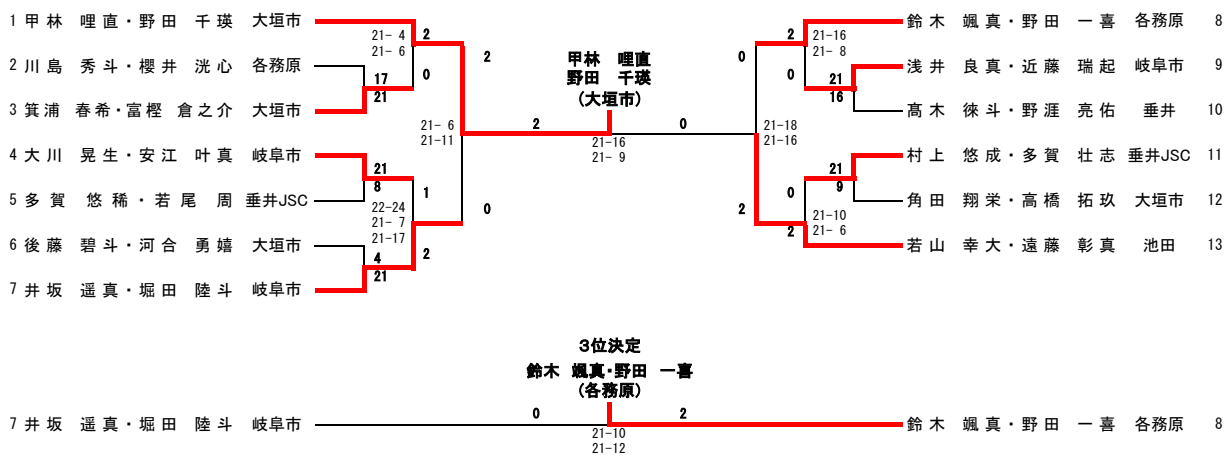 1 甲 林　哩 直・野 田　千 瑛　大垣市
21- 4
21- 6
2
2 川 島　秀 斗・櫻 井　洸 心　各務原
17
0
3 箕 浦　春 希・富 樫　倉之介　大垣市
21
2
21- 6
21-11
4 大 川　晃 生・安 江　叶 真　岐阜市
21
5 多 賀　悠 稀・若 尾　周　垂井JSC
8
1
22-24
21- 7
21-17
0
6 後 藤　碧 斗・河 合　勇 嬉　大垣市
4
2
7 井 坂　遥 真・堀 田　陸 斗　岐阜市
21
甲林　哩直
野田　千瑛
(大垣市)
2
0
21-16
21- 9
鈴 木　颯 真・野 田　一 喜　各務原　8
2
21-16
21- 8
0
浅 井　良 真・近 藤　瑞 起　岐阜市　9
0
21
16
髙 木　徠 斗・野 涯　亮 佑　垂井　10
21-18
21-16
村 上　悠 成・多 賀　壮 志　垂井JSC　11
21
0
9
角 田　翔 栄・高 橋　拓 玖　大垣市　12
2
21-10
21- 6
2
若 山　幸 大・遠 藤　彰 真　池田　13
3位決定
鈴木　颯真・野田　一喜
(各務原)
7 井 坂　遥 真・堀 田　陸 斗　岐阜市
0
2
鈴 木　颯 真・野 田　一 喜　各務原　8
21-10
21-12